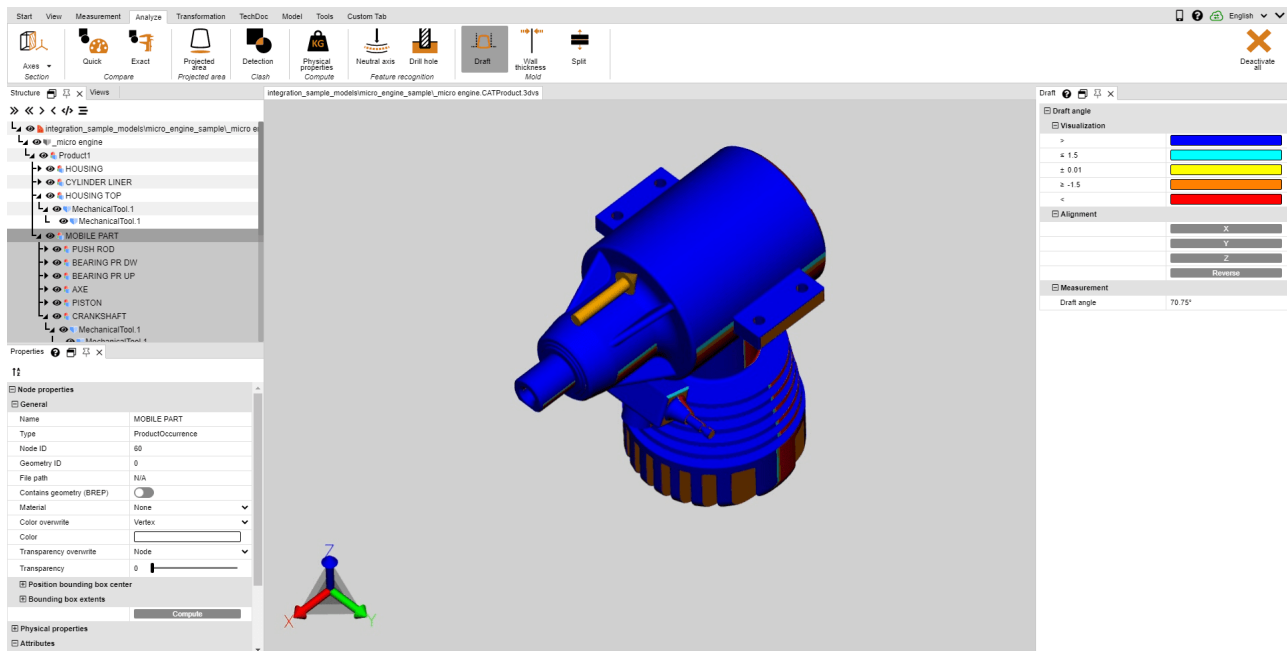 Start View Measurement Analyze Transformation TechDoc Model Tools Custom Tab English
Axes Quick Exact Projected area Detection KG Physical properties Neutral axis Drill hole Draft Wall thickness Split Deactivate all
Section Compare Projected area Clash Compute Feature recognition Mold
Structure Views
integration_sample_models\micro_engine_sample\_micro engine.CATProduct.3dvs
Draft
integration_sample_models\micro_engine_sample\_micro e
_micro engine
Product1
HOUSING
CYLINDER LINER
HOUSING TOP
MechanicalTool.1
MechanicalTool.1
MOBILE PART
PUSH ROD
BEARING PR DW
BEARING PR UP
AXE
PISTON
CRANKSHAFT
MechanicalTool.1
MechanicalTool.1
Properties
Node properties
General
Name MOBILE PART
Type ProductOccurrence
Node ID 60
Geometry ID 0
File path N/A
Contains geometry (BREP)
Material None
Color overwrite Vertex
Color
Transparency overwrite Node
Transparency 0
Position bounding box center
Bounding box extents
Compute
Physical properties
Attributes
Z
X
Y
Draft angle
Visualization
>
≤ 1.5
± 0.01
≥ -1.5
<
Alignment
X
Y
Z
Reverse
Measurement
Draft angle 70.75°